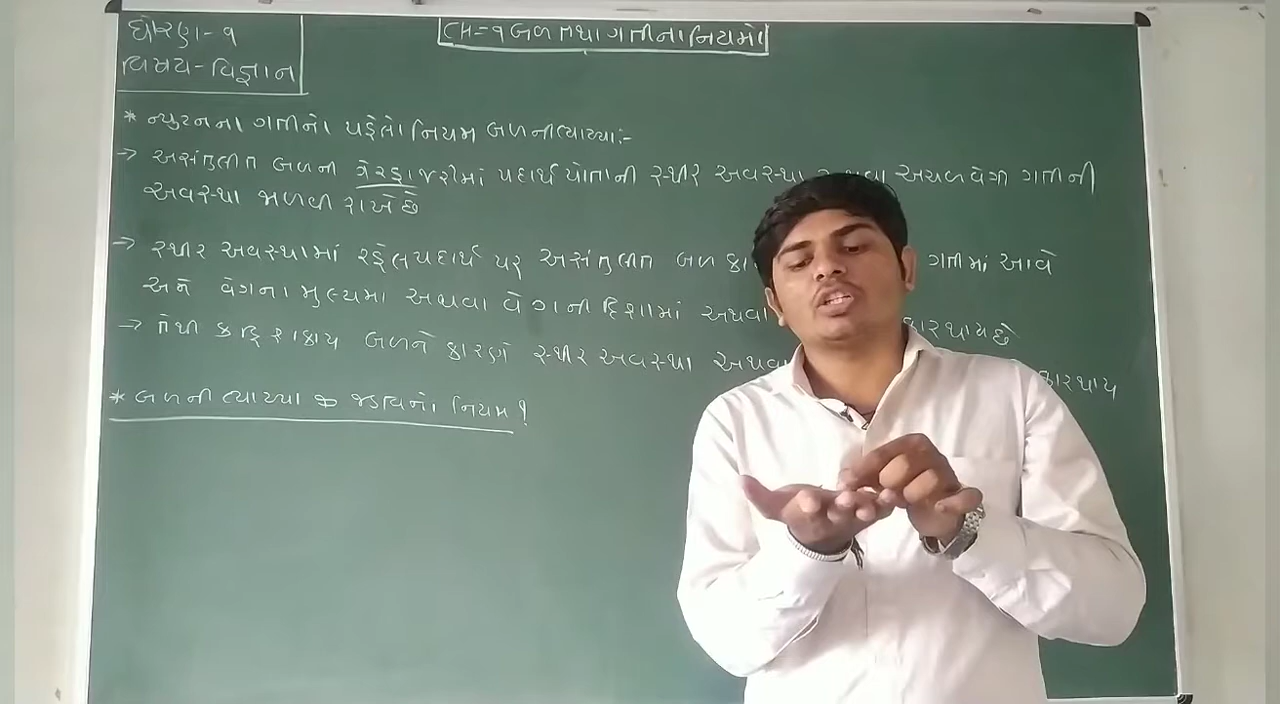 ધોરણ-૧
વિષય-વિજ્ઞાન
CH=૧ બળ તથા ગતીના નિયમો
* ન્યુટનના ગતીનો પહેલો નિયમ બળની વ્યાખ્યા:-
→ અસંતુલીત બળની ગેરહાજરીમાં પદાર્થ પોતાની સ્થીર અવસ્થા અચળવેગી ગતીની
અવસ્થા જાળવી રાખે છે
→ સ્થીર અવસ્થામાં રહેલ પદાર્થ પર અસંતુલીત બળ ગતીમાં આવે
અને વેગના મુલ્યમા અથવા વેગની દિશામાં અથવા થાય છે
→ તેથી કહિ શકાય બળને કારણે સ્થીર અવસ્થા અથવા થાય
* બળની વ્યાખ્યા જડત્વનો નિયમ ?